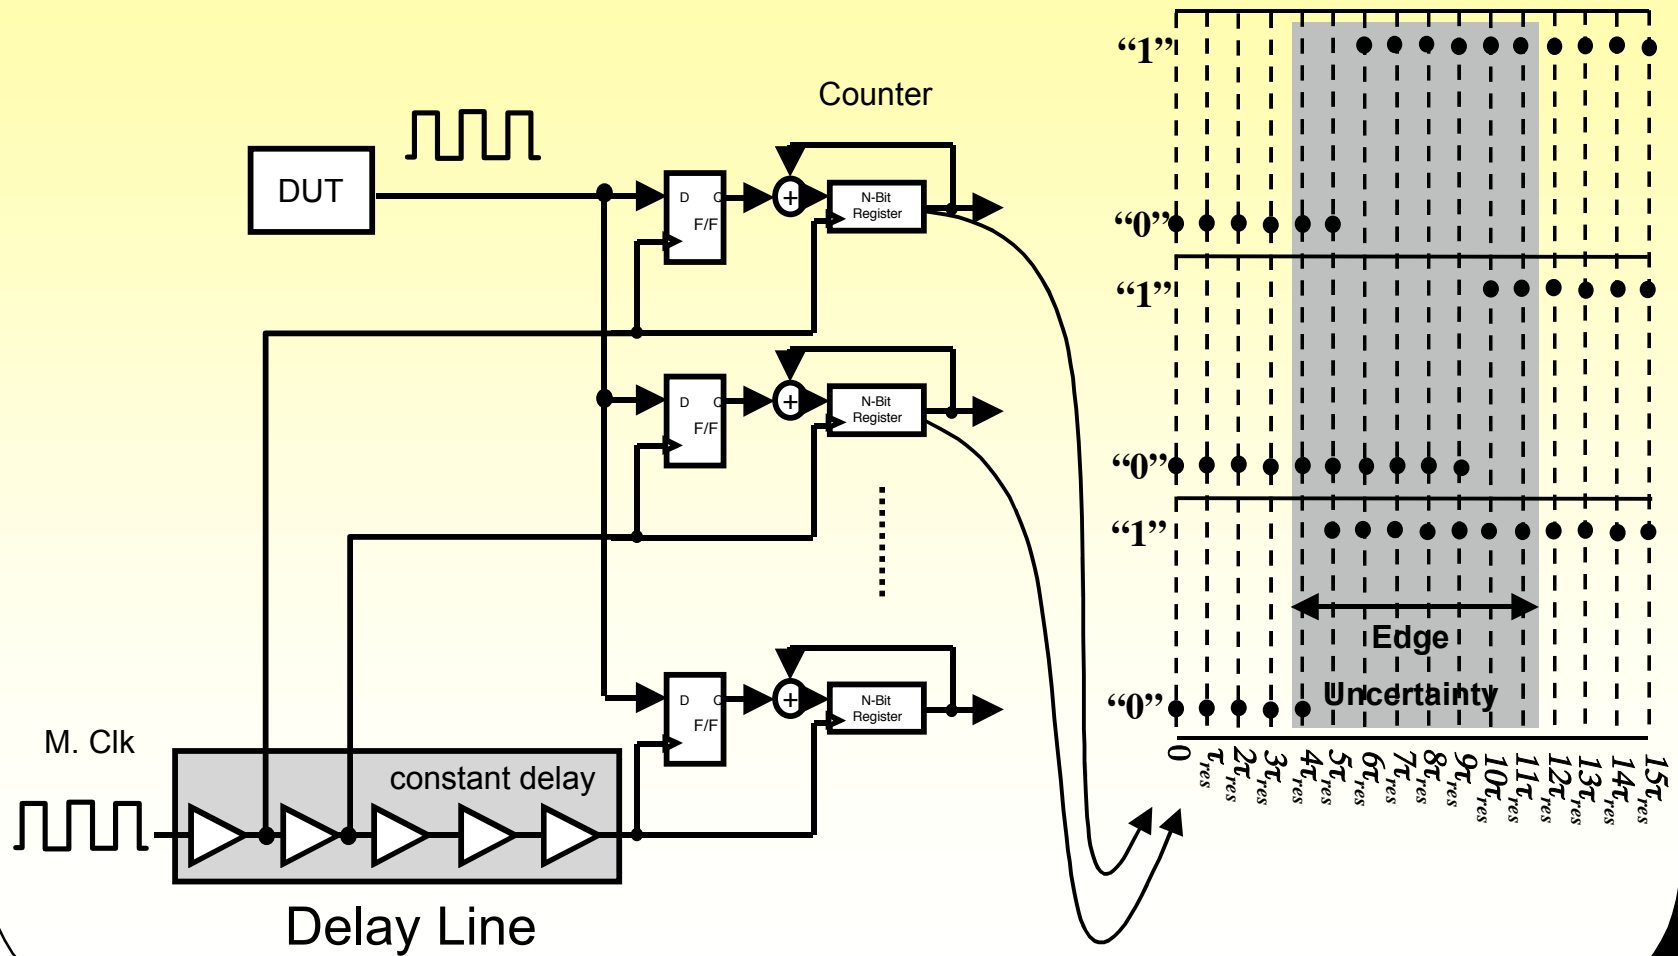 Counter
DUT
D Q
F/F
+
N-Bit
Register
D Q
F/F
+
N-Bit
Register
D Q
F/F
+
N-Bit
Register
M. Clk
constant delay
Delay Line
“1”
“0”
“1”
“0”
“1”
Edge
Uncertainty
“0”
0
τres
2τres
3τres
4τres
5τres
6τres
7τres
8τres
9τres
10τres
11τres
12τres
13τres
14τres
15τres